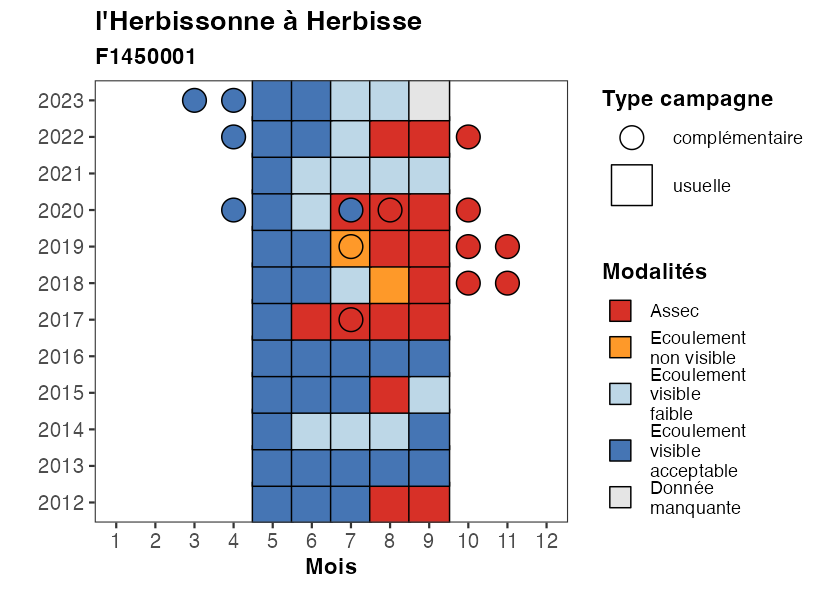 l'Herbissonne à Herbisse
F1450001
2023
2022
2021
2020
2019
2018
2017
2016
2015
2014
2013
2012
1 2 3 4 5 6 7 8 9 10 11 12
Mois
Type campagne
complémentaire
usuelle
Modalités
Assec
Ecoulement
non visible
Ecoulement
visible
faible
Ecoulement
visible
acceptable
Donnée
manquante